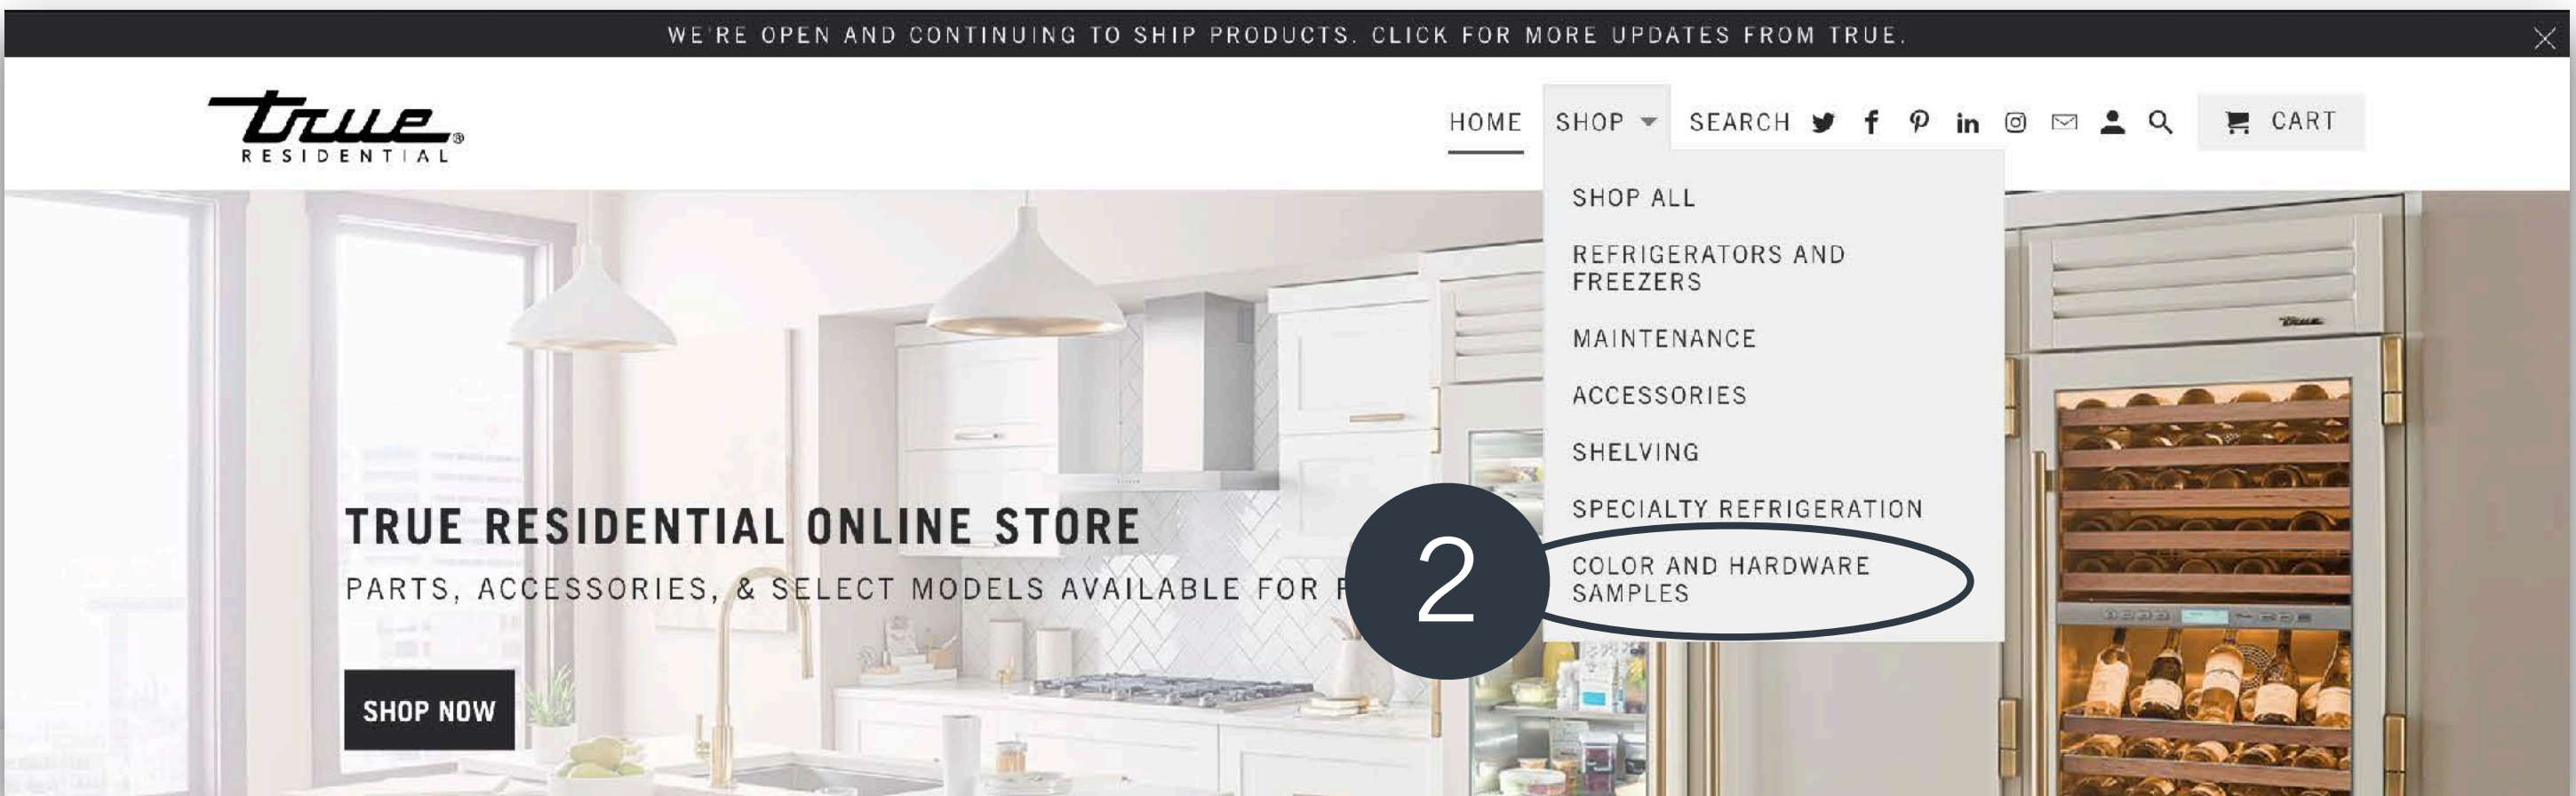 WE'RE OPEN AND CONTINUING TO SHIP PRODUCTS. CLICK FOR MORE UPDATES FROM TRUE.
true®
RESIDENTIAL
HOME SHOP SEARCH CART
SHOP ALL
REFRIGERATORS AND
FREEZERS
MAINTENANCE
ACCESSORIES
SHELVING
SPECIALTY REFRIGERATION
COLOR AND HARDWARE
SAMPLES
2
TRUE RESIDENTIAL ONLINE STORE
PARTS, ACCESSORIES, & SELECT MODELS AVAILABLE FOR
SHOP NOW
true